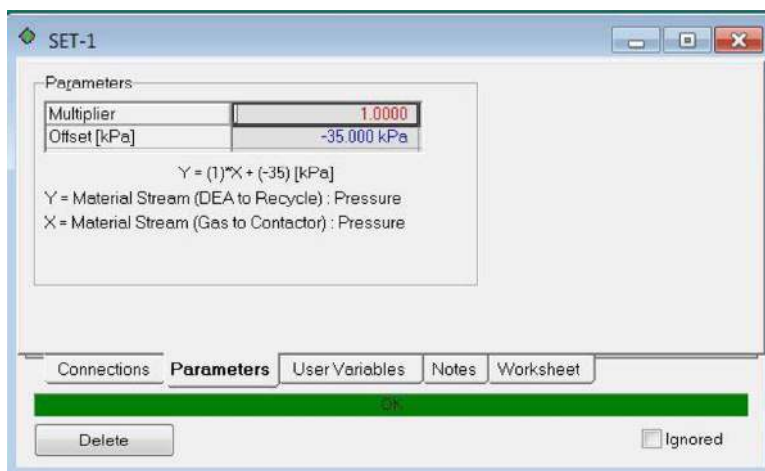 SET-1
Parameters
Multiplier 1.0000
Offset [kPa] -35.000 kPa
Y = (1)*X + (-35) [kPa]
Y = Material Stream (DEA to Recycle) : Pressure
X = Material Stream (Gas to Contactor) : Pressure
Connections Parameters User Variables Notes Worksheet
OK
Delete Ignored